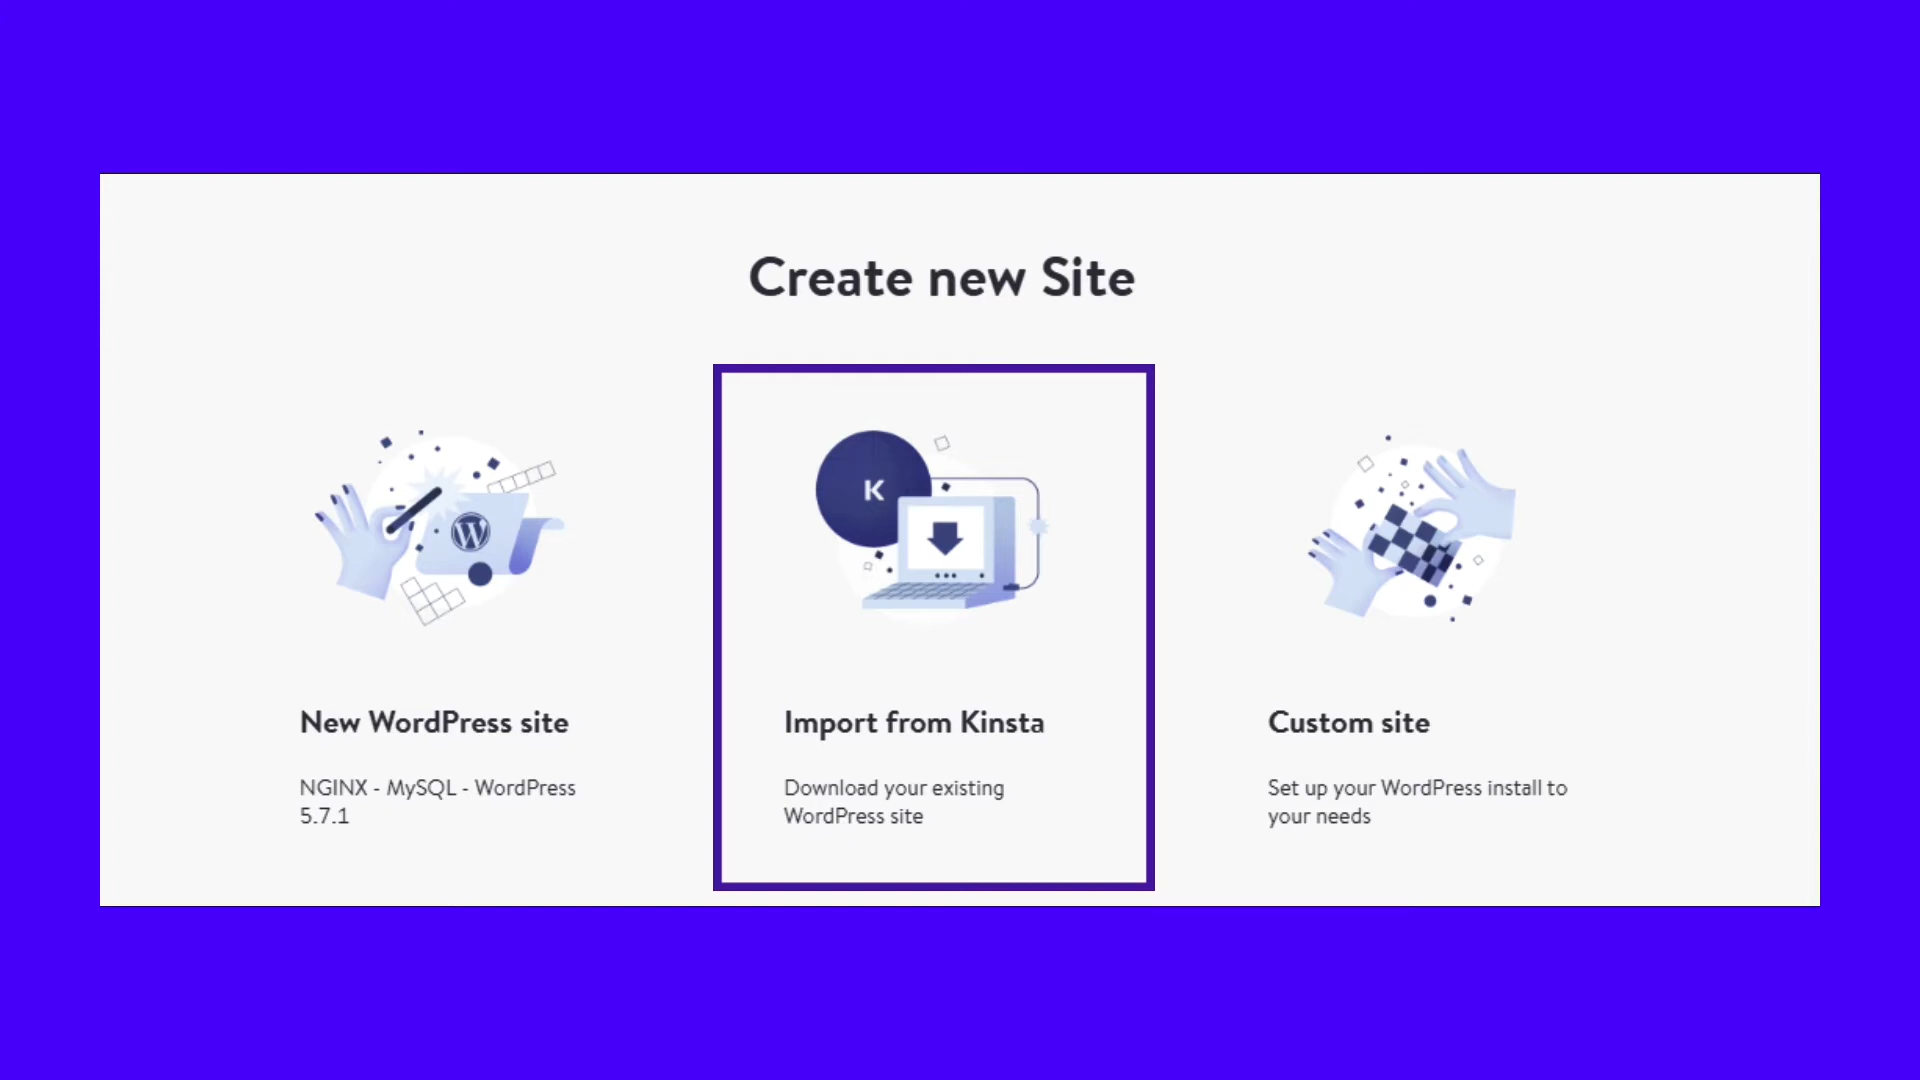 Create new Site
K
W
New WordPress site
NGINX - MySQL - WordPress
5.7.1
Import from Kinsta
Download your existing
WordPress site
Custom site
Set up your WordPress install to
your needs